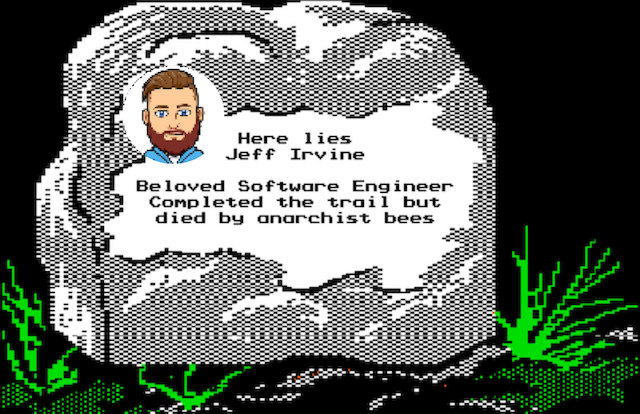 Here lies
Jeff Irvine
Beloved Software Engineer
Completed the trail but
died by anarchist bees